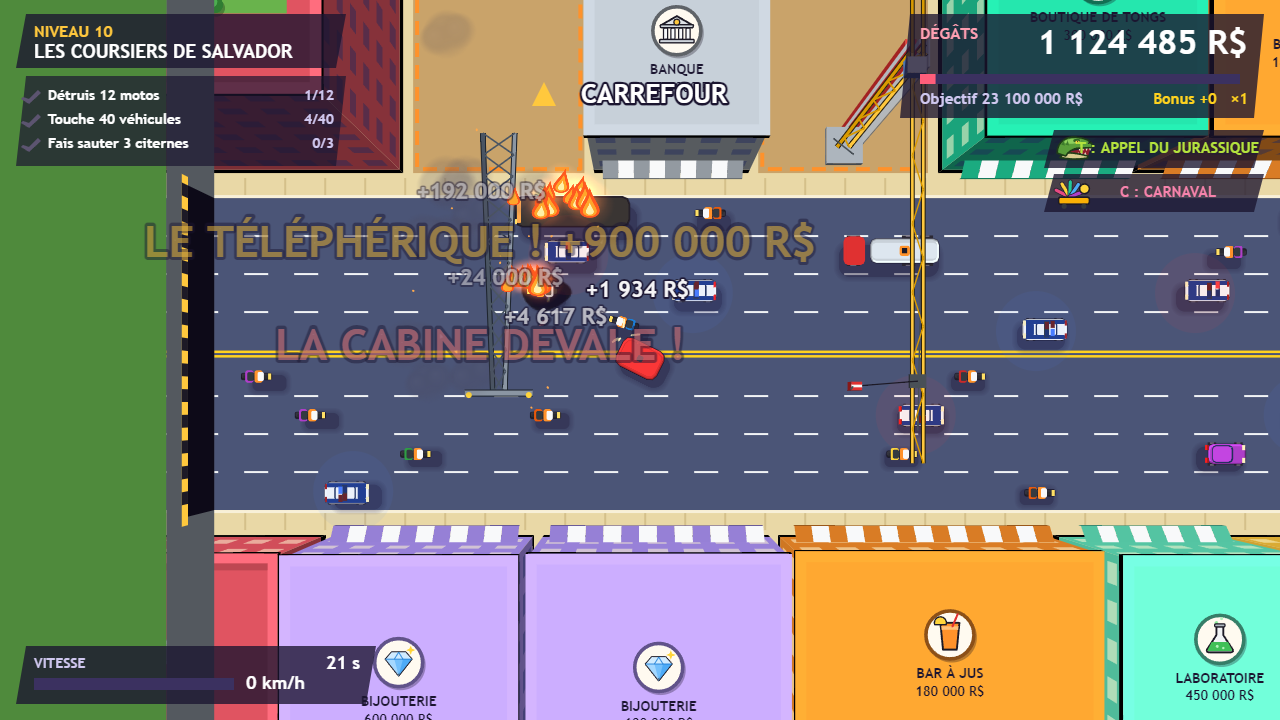 NIVEAU 10
LES COURSIERS DE SALVADOR
Détruis 12 motos 1/12
Touche 40 véhicules 4/40
Fais sauter 3 citernes 0/3
BANQUE
CARREFOUR
BOUTIQUE DE TONGS
DÉGÂTS
1 124 485 R$
Objectif 23 100 000 R$ Bonus +0 ×1
: APPEL DU JURASSIQUE
C : CARNAVAL
+192 000 R$
LE TÉLÉPHÉRIQUE ! +900 000 R$
+24 000 R$
+1 934 R$
+4 617 R$
LA CABINE DÉVALE !
VITESSE 21 s
0 km/h
BIJOUTERIE
600 000 R$
BIJOUTERIE
BAR À JUS
180 000 R$
LABORATOIRE
450 000 R$